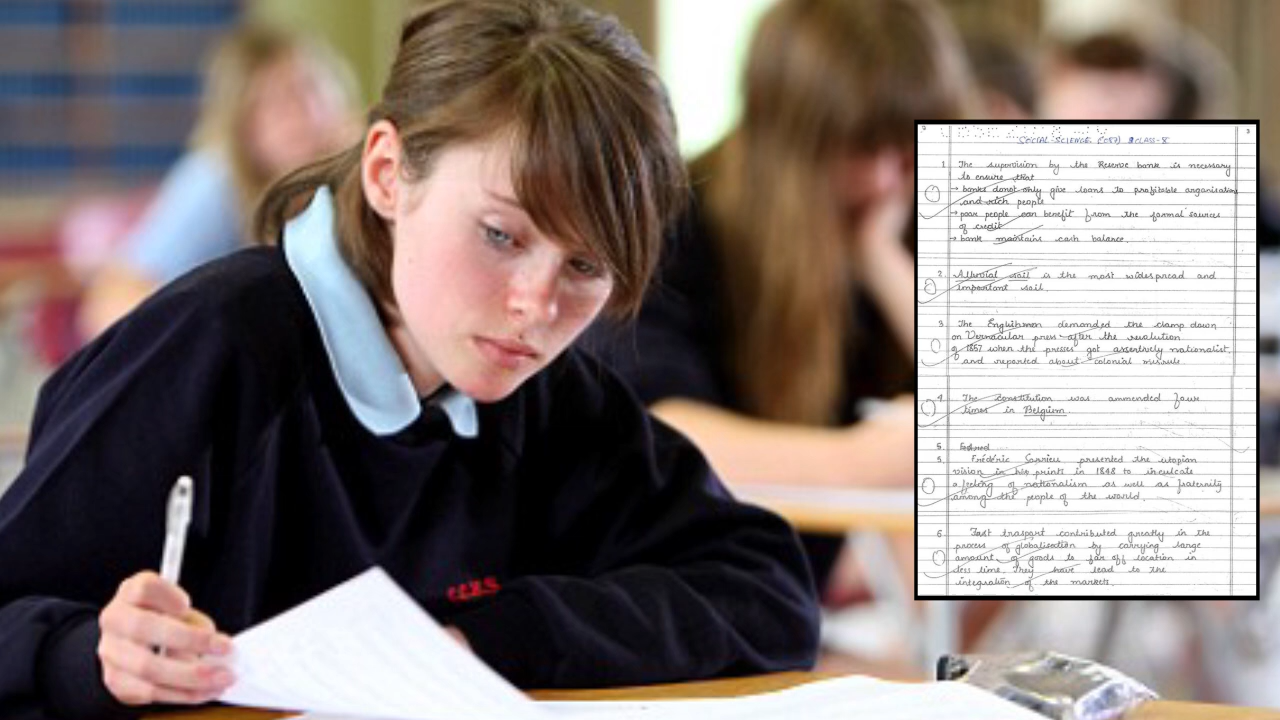 SOCIAL-SCIENCE (087) CLASS-X
3
1 The supervision by the Reserve bank is necessary
to ensure that
→ banks donot only give loans to profitable organisation
and rich people
→ poor people can benefit from the formal sources
of credit
→ bank maintains cash balance.
2. Alluvial soil is the most widespread and
important soil.
3 The Englishmen demanded the clamp down
on Vernacular press after the revolution
of 1857 when the presses got assertively nationalist,
and reported about colonial misrule
4 The constitution was ammended four
times in Belgium.
5.
5. Frédéric Sorrieu presented the utopian
vision in his prints in 1848 to inculcate
a feeling of nationalism as well as fraternity
among the people of the world.
6 Fast trasport contributed greatly in the
process of globalisation by carrying large
amount of goods to far off location in
less time. They have lead to the
integration of the markets.